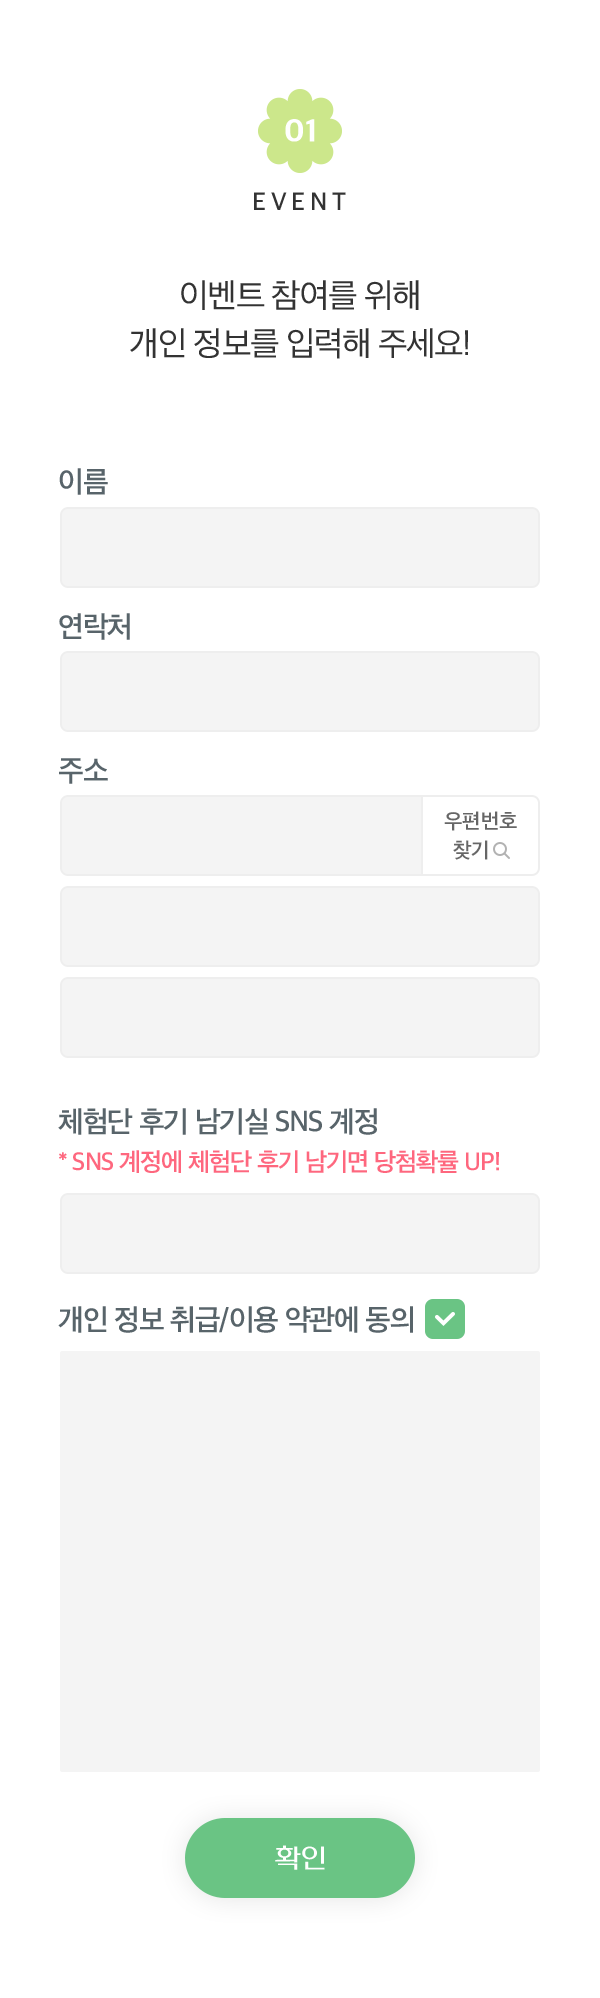 01
EVENT
이벤트 참여를 위해
개인 정보를 입력해 주세요!
이름
연락처
주소
우편번호
찾기
체험단 후기 남기실 SNS 계정
* SNS 계정에 체험단 후기 남기면 당첨확률 UP!
개인 정보 취급/이용 약관에 동의
확인